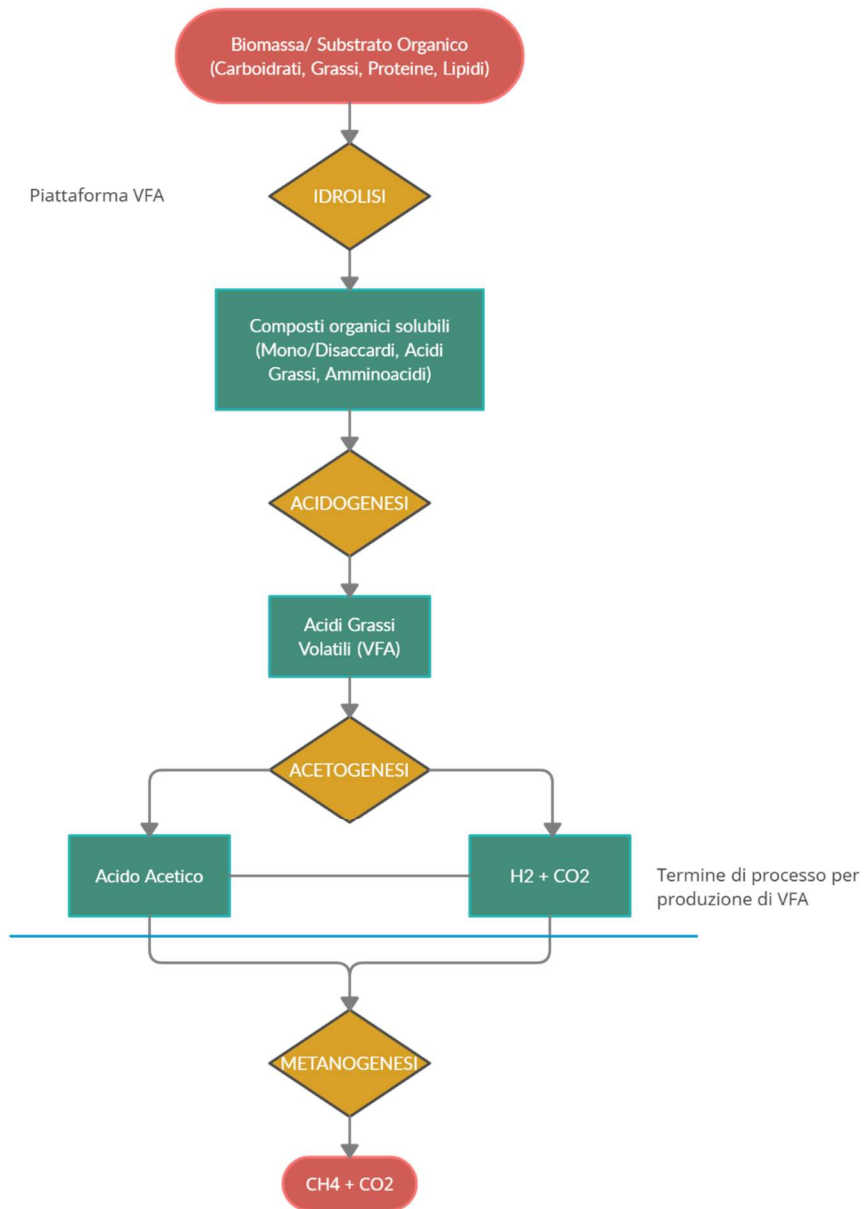 Biomassa/ Substrato Organico
(Carboidrati, Grassi, Proteine, Lipidi)
Piattaforma VFA
IDROLISI
Composti organici solubili
(Mono/Disaccardi, Acidi
Grassi, Amminoacidi)
ACIDOGENESI
Acidi Grassi
Volatili (VFA)
ACETOGENESI
Acido Acetico
H2 + CO2
Termine di processo per
produzione di VFA
METANOGENESI
CH4 + CO2